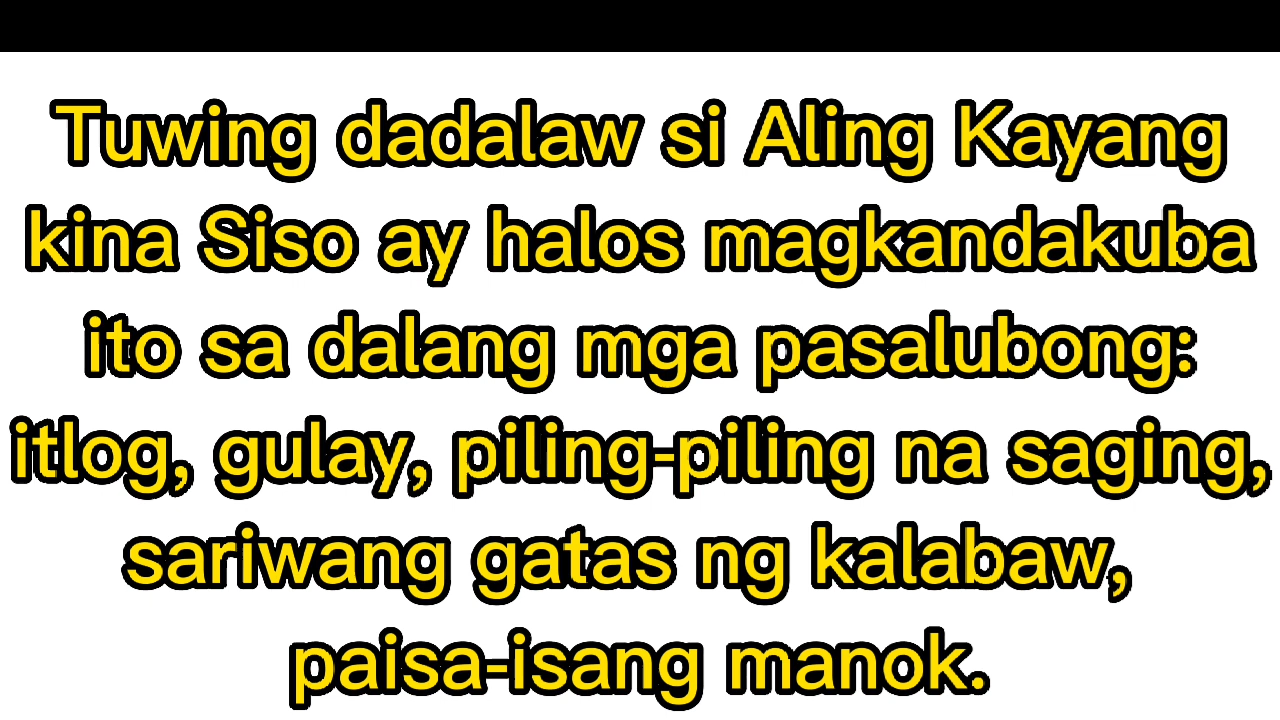 Tuwing dadalaw si Aling Kayang
kina Siso ay halos magkandakuba
ito sa dalang mga pasalubong:
itlog, gulay, piling-piling na saging,
sariwang gatas ng kalabaw,
paisa-isang manok.